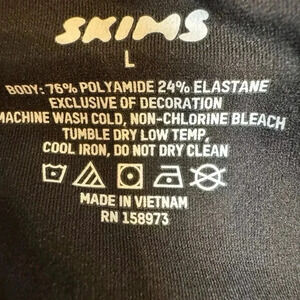 SKIMS
L
BODY: 76% POLYAMIDE 24% ELASTANE
EXCLUSIVE OF DECORATION
MACHINE WASH COLD, NON-CHLORINE BLEACH
TUMBLE DRY LOW TEMP,
COOL IRON, DO NOT DRY CLEAN
MADE IN VIETNAM
RN 158973